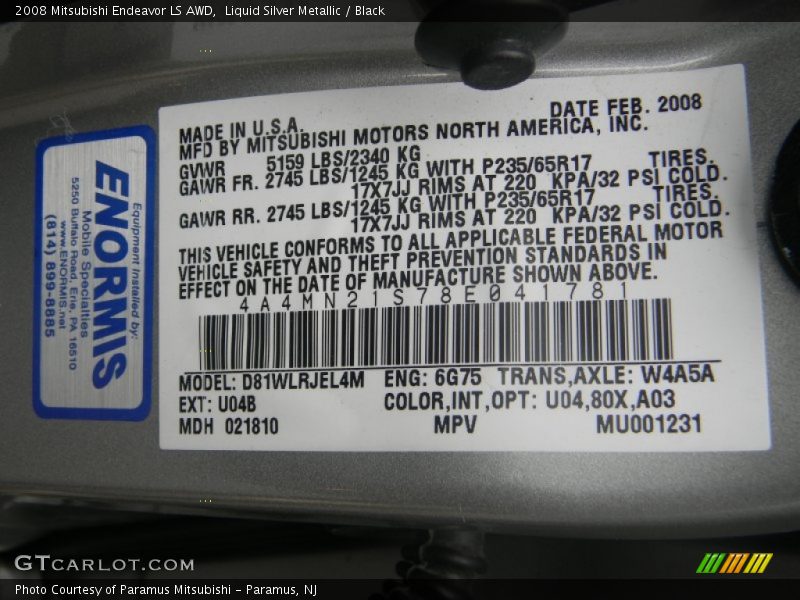 2008 Mitsubishi Endeavor LS AWD,  Liquid Silver Metallic / Black
MADE IN U.S.A. DATE FEB. 2008
MFD BY MITSUBISHI MOTORS NORTH AMERICA, INC.
GVWR 5159 LBS/2340 KG
GAWR FR. 2745 LBS/1245 KG WITH P235/65R17 TIRES,
17X7JJ RIMS AT 220 KPA/32 PSI COLD.
GAWR RR. 2745 LBS/1245 KG WITH P235/65R17 TIRES,
17X7JJ RIMS AT 220 KPA/32 PSI COLD.
THIS VEHICLE CONFORMS TO ALL APPLICABLE FEDERAL MOTOR
VEHICLE SAFETY AND THEFT PREVENTION STANDARDS IN
EFFECT ON THE DATE OF MANUFACTURE SHOWN ABOVE.
4A4MN21S78E041781
MODEL: D81WLRJEL4M ENG: 6G75 TRANS,AXLE: W4A5A
EXT: U04B COLOR,INT,OPT: U04,80X,A03
MDH 021810 MPV MU001231
Equipment Installed by:
ENORMIS
Mobile Specialties
5250 Buffalo Road, Erie, PA 16510
www.ENORMIS.net
(814) 899-8885
GTCARLOT.COM
Photo Courtesy of Paramus Mitsubishi - Paramus, NJ